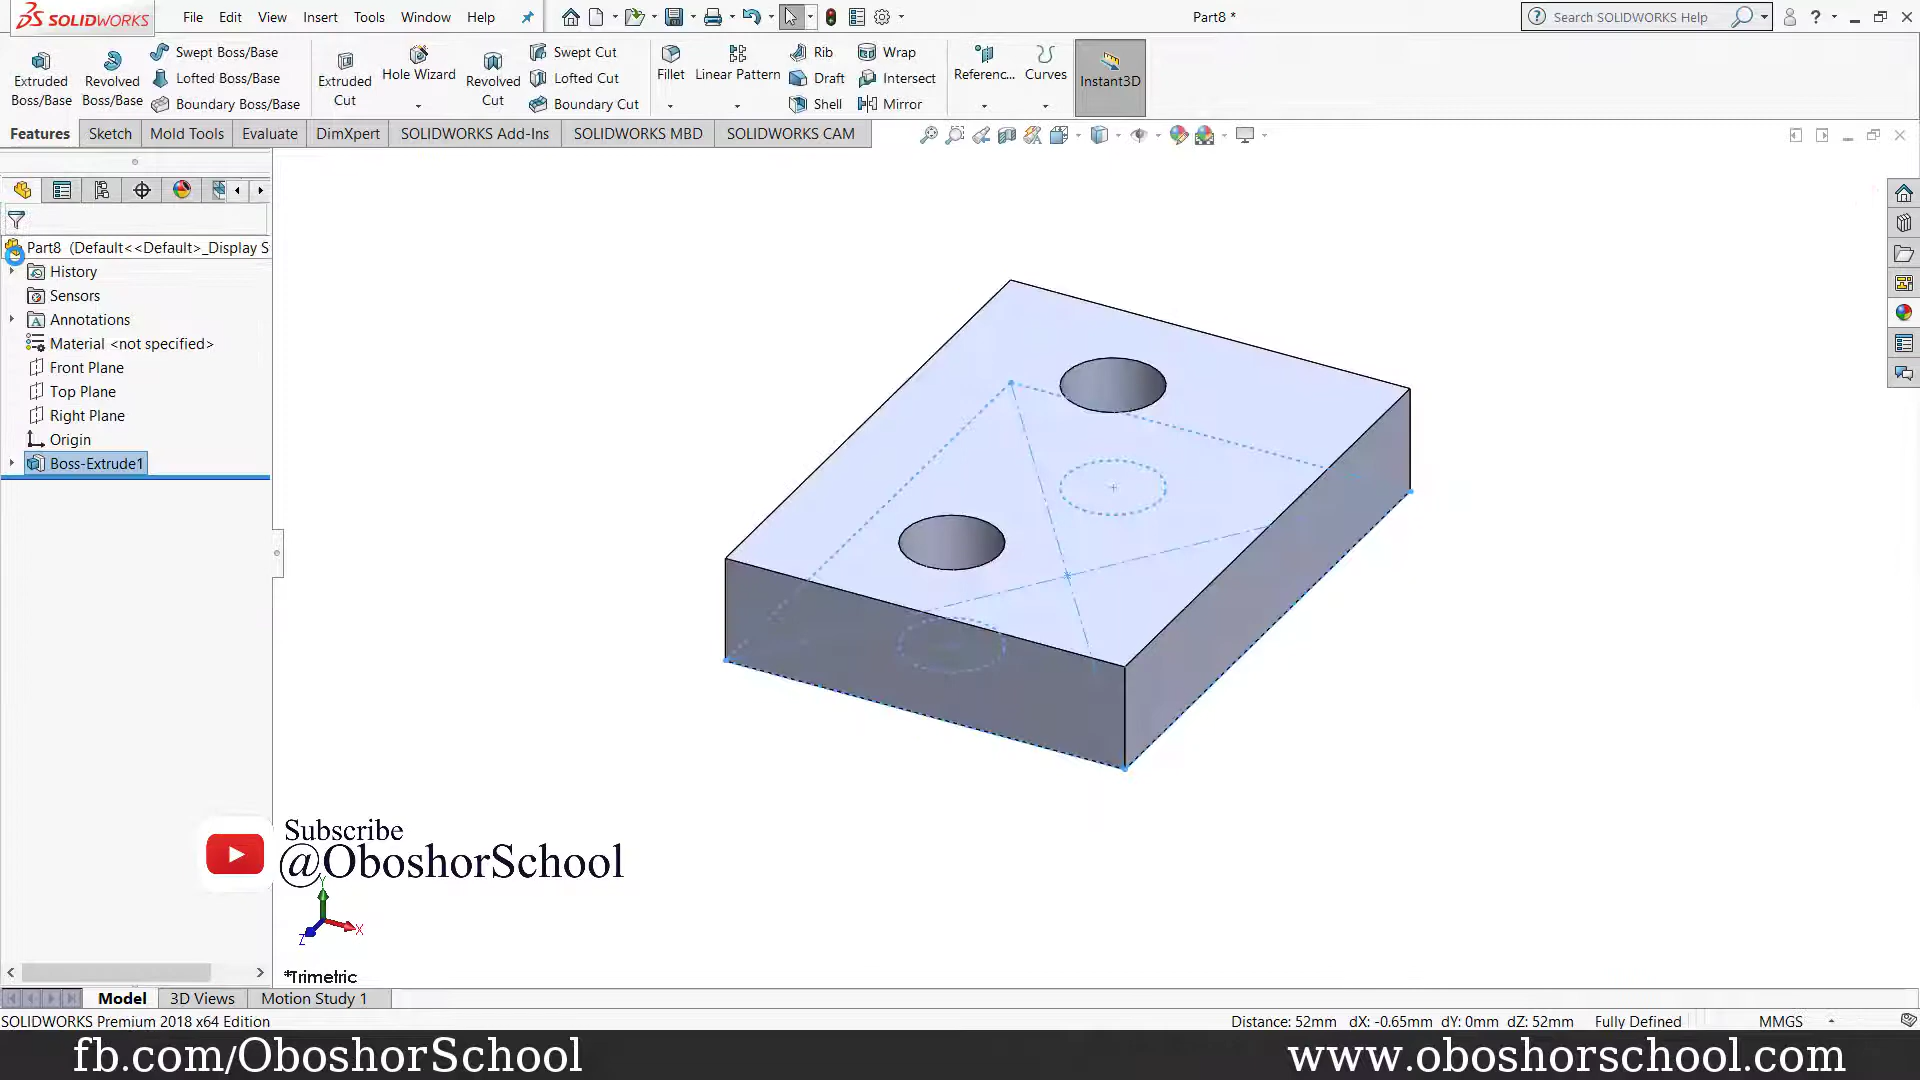 SOLIDWORKS File Edit View Insert Tools Window Help Part8 * Search SOLIDWORKS Help ?
Extruded Boss/Base
Revolved Boss/Base
Swept Boss/Base
Lofted Boss/Base
Boundary Boss/Base
Extruded Cut
Hole Wizard
Revolved Cut
Swept Cut
Lofted Cut
Boundary Cut
Fillet
Linear Pattern
Rib
Draft
Shell
Wrap
Intersect
Mirror
Referenc...
Curves
Instant3D
Features Sketch Mold Tools Evaluate DimXpert SOLIDWORKS Add-Ins SOLIDWORKS MBD SOLIDWORKS CAM
Part8 (Default<<Default>_Display S
History
Sensors
Annotations
Material <not specified>
Front Plane
Top Plane
Right Plane
Origin
Boss-Extrude1
Subscribe
@OboshorSchool
Y
X
Z
*Trimetric
Model 3D Views Motion Study 1
SOLIDWORKS Premium 2018 x64 Edition Distance: 52mm dX: -0.65mm dY: 0mm dZ: 52mm Fully Defined MMGS
fb.com/OboshorSchool www.oboshorschool.com